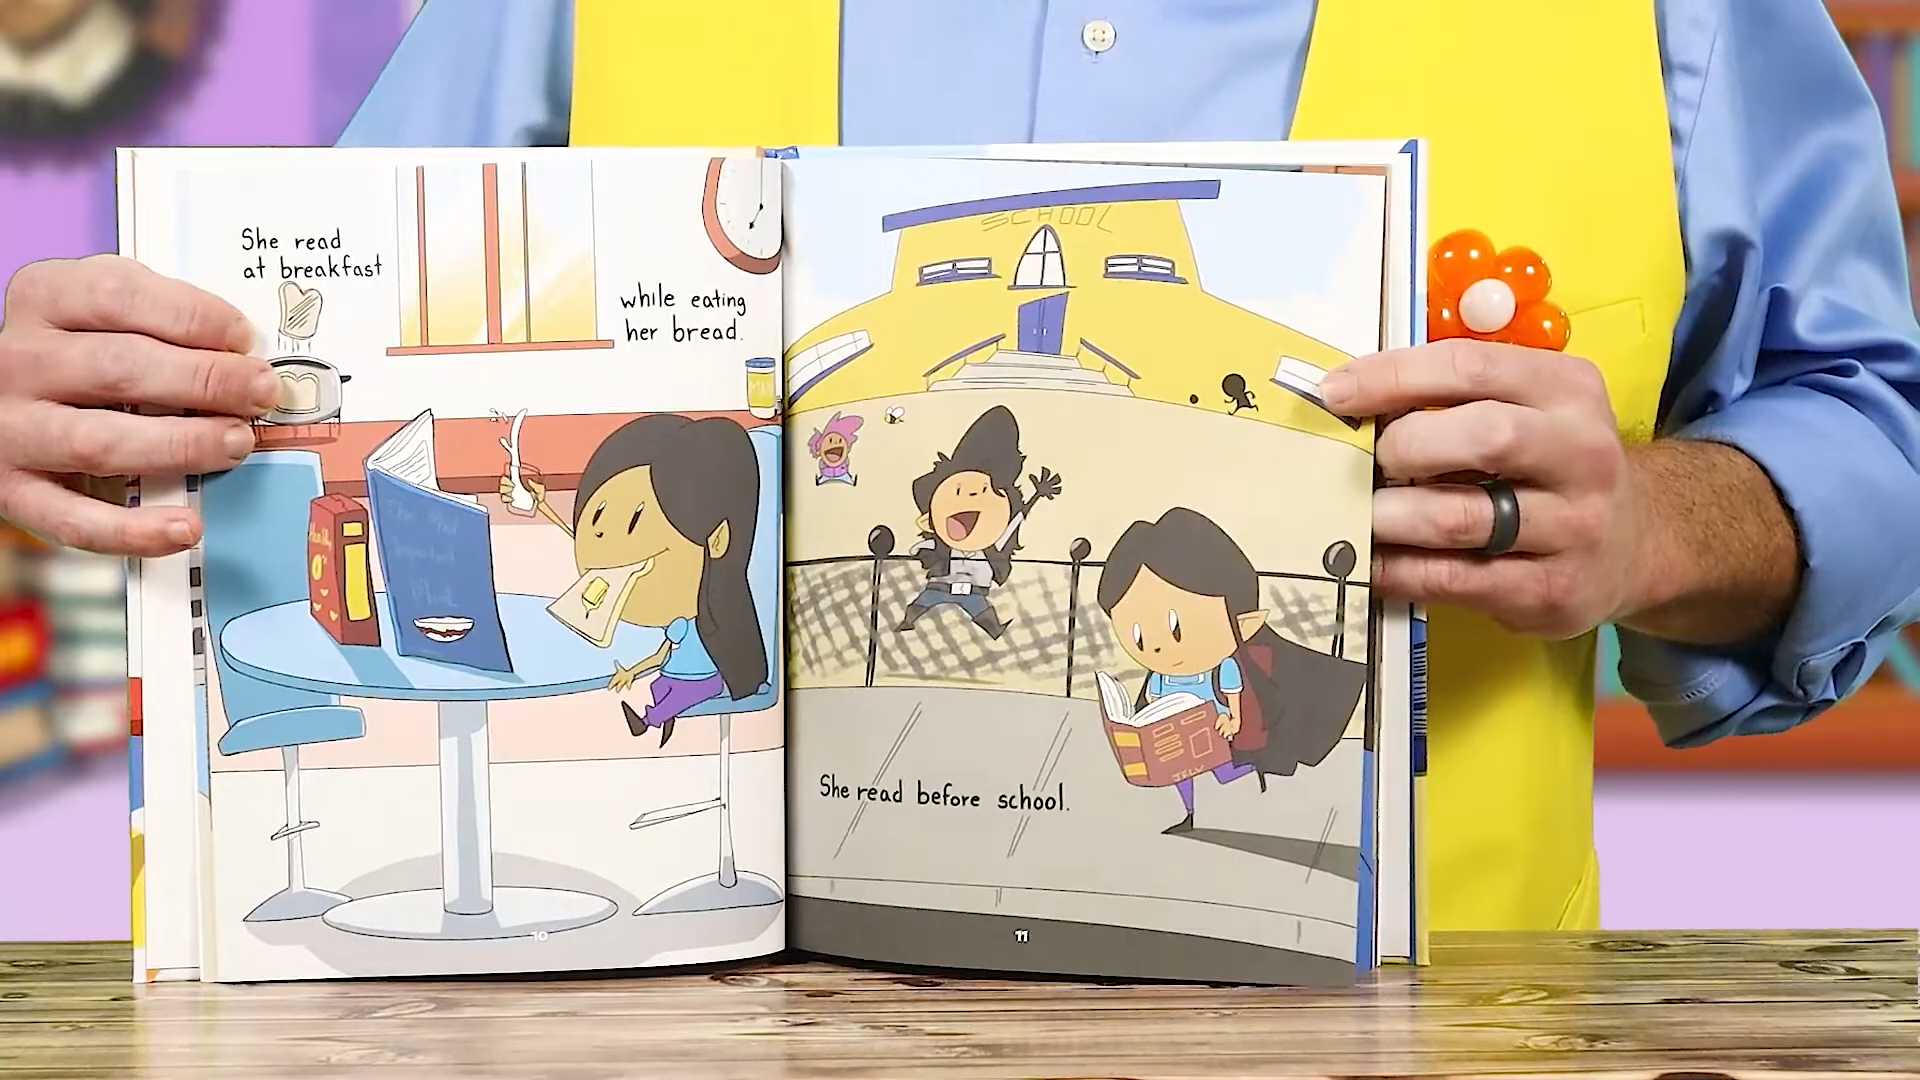 She read
at breakfast
while eating
her bread.
10
SCHOOL
She read before school.
11